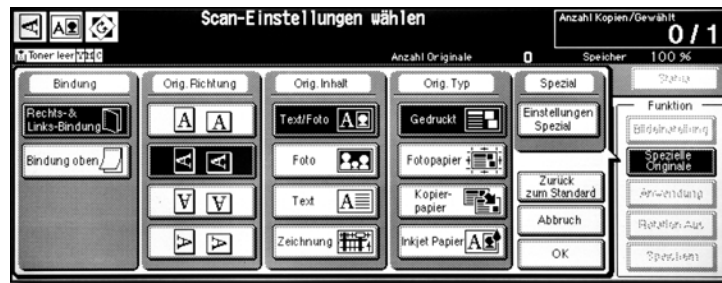 Scan-Einstellungen wählen
Anzahl Kopien/Gewählt
0 / 1
Toner leer
Anzahl Originale 0 Speicher 100 %
Bindung
Rechts-&
Links-Bindung
Bindung oben
Orig. Richtung
A A
A A
A A
A A
Orig. Inhalt
Text/Foto A
Foto
Text A
Zeichnung
Orig. Typ
Gedruckt
Fotopapier
Kopier-
papier
Inkjet Papier A
Spezial
Einstellungen
Spezial
Zurück
zum Standard
Abbruch
OK
Status
Funktion
Bildeinstellung
Spezielle
Originale
Anwendung
Rotation Aus
Speichern